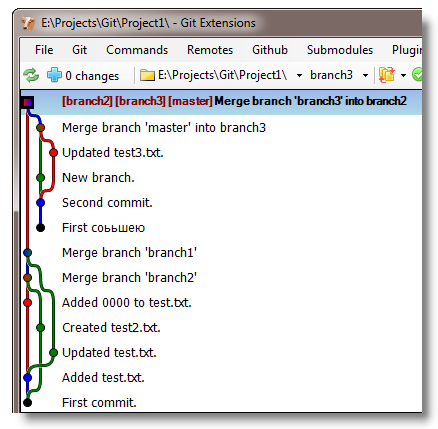 E:\Projects\Git\Project1\ - Git Extensions
File Git Commands Remotes Github Submodules Plugin
0 changes E:\Projects\Git\Project1\ branch3
[branch2] [branch3] [master] Merge branch 'branch3' into branch2
Merge branch 'master' into branch3
Updated test3.txt.
New branch.
Second commit.
First соььшею
Merge branch 'branch1'
Merge branch 'branch2'
Added 0000 to test.txt.
Created test2.txt.
Updated test.txt.
Added test.txt.
First commit.